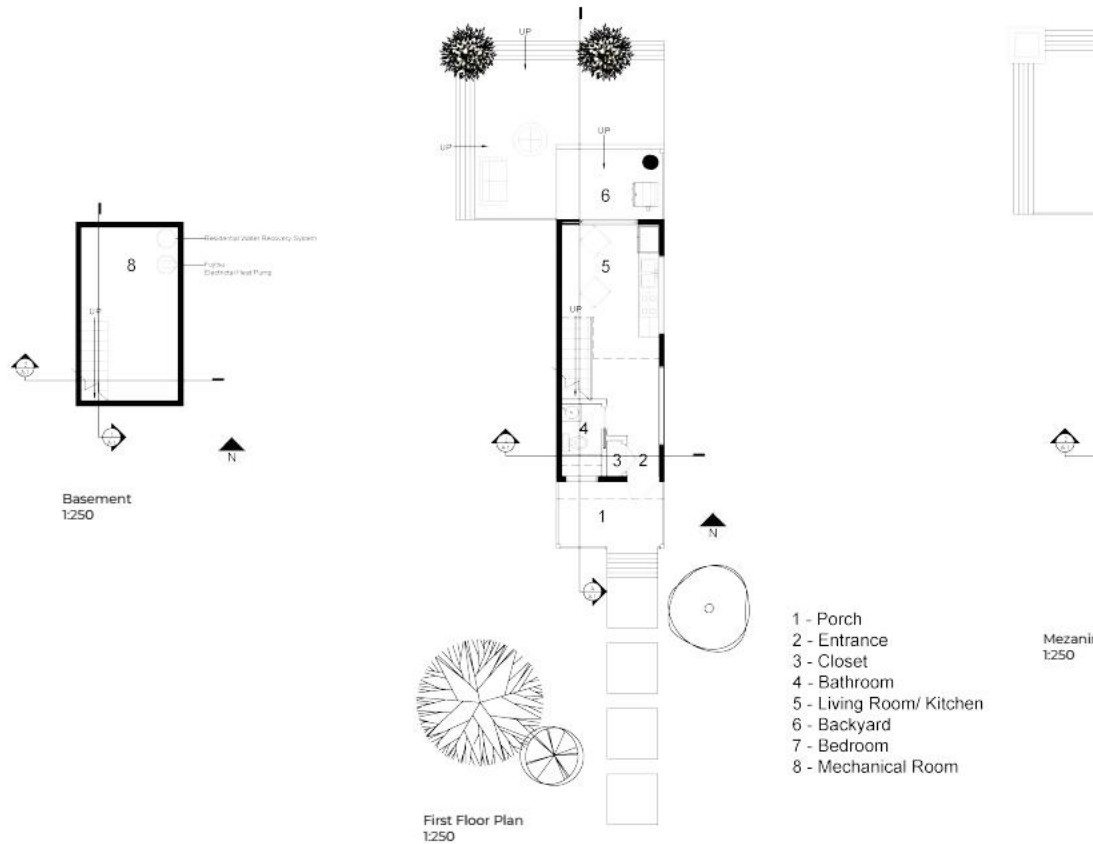 UP
UP
UP
6
8
Residential Water Recovery System
Fujitsu
Electrical Heat Pump
5
UP
UP
4
3
2
N
Basement
1:250
1
N
1 - Porch
2 - Entrance
3 - Closet
4 - Bathroom
5 - Living Room/ Kitchen
6 - Backyard
7 - Bedroom
8 - Mechanical Room
Mezani
1:250
First Floor Plan
1:250